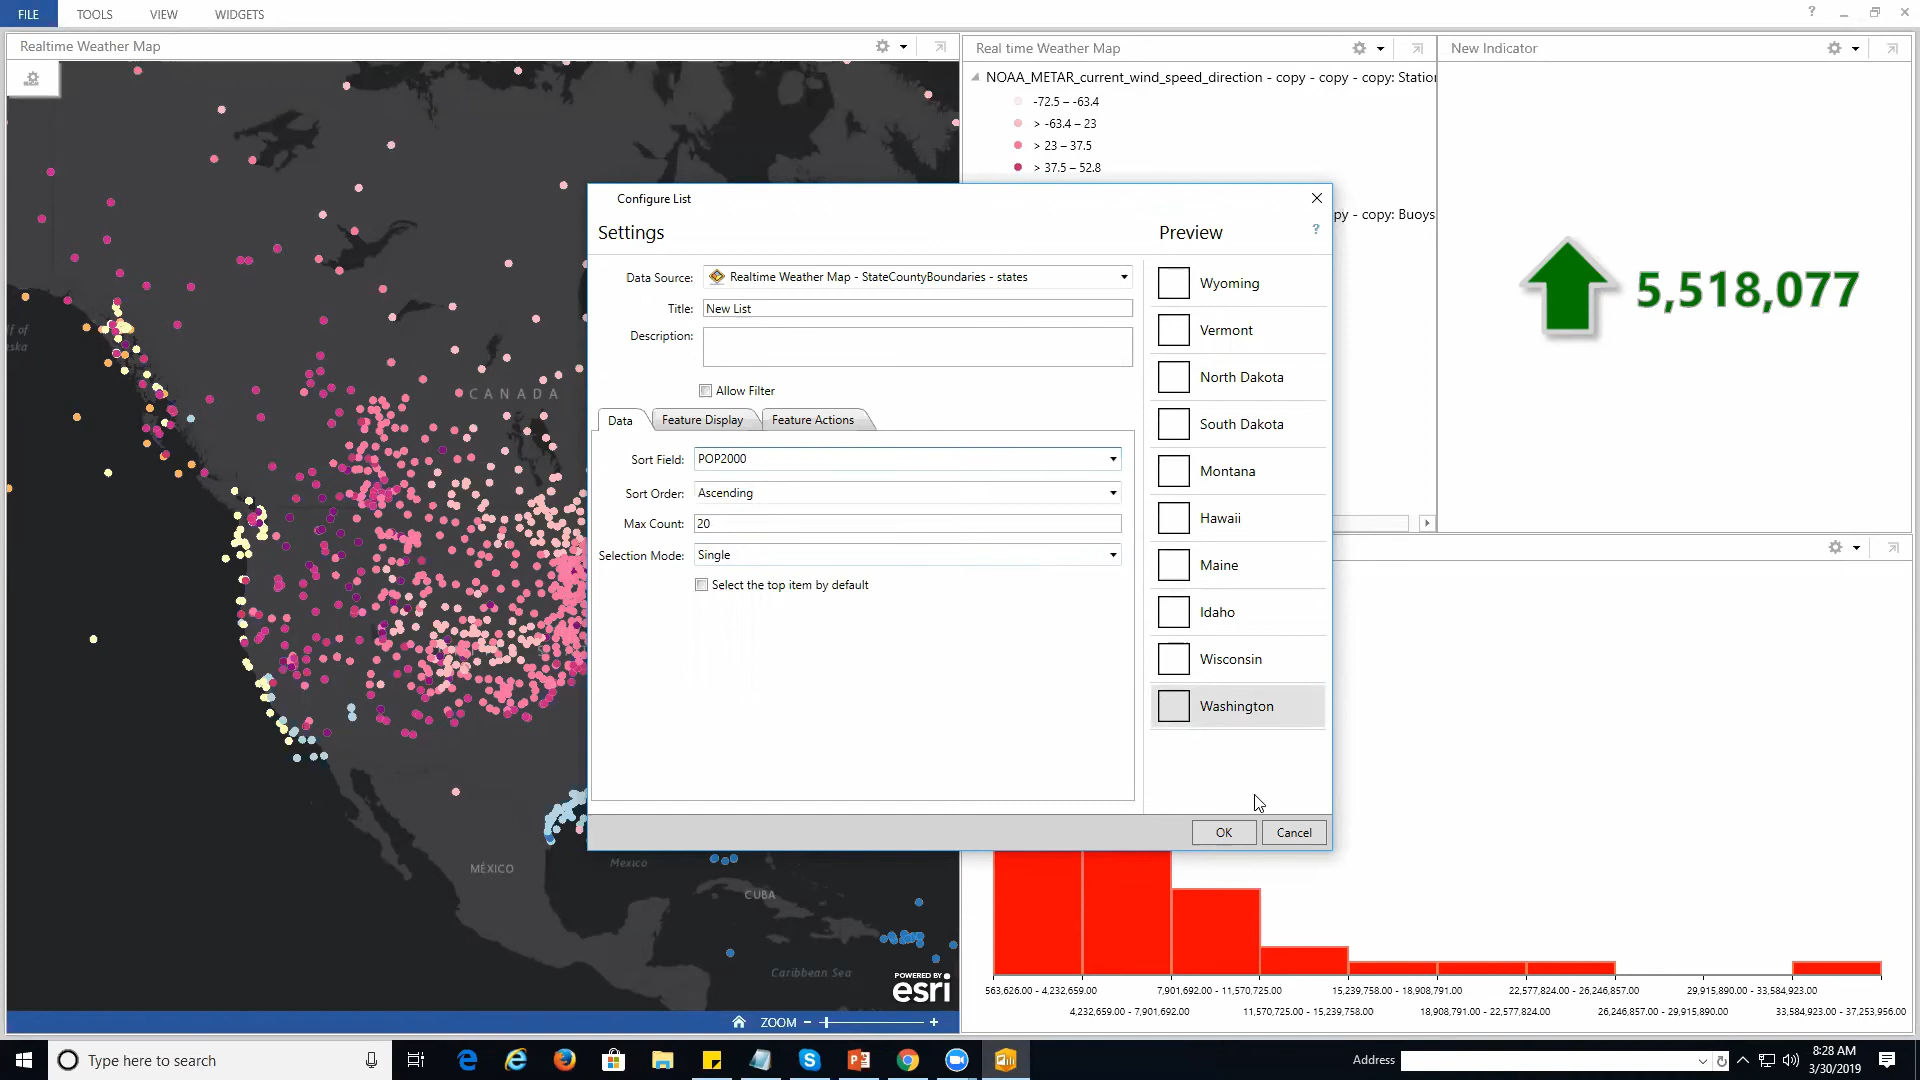 FILE
TOOLS
VIEW
WIDGETS
?
Realtime Weather Map
Real time Weather Map
New Indicator
NOAA_METAR_current_wind_speed_direction - copy - copy - copy: Station
-72.5 – -63.4
> -63.4 – 23
> 23 – 37.5
> 37.5 – 52.8
py - copy: Buoys
5,518,077
Configure List
Settings
Preview
?
Data Source:
Realtime Weather Map - StateCountyBoundaries - states
Title:
New List
Description:
Allow Filter
Data
Feature Display
Feature Actions
Sort Field:
POP2000
Sort Order:
Ascending
Max Count:
20
Selection Mode:
Single
Select the top item by default
Wyoming
Vermont
North Dakota
South Dakota
Montana
Hawaii
Maine
Idaho
Wisconsin
Washington
OK
Cancel
CANADA
MÉXICO
Mexico
CUBA
Caribbean Sea
POWERED BY
esri
ZOOM
563,626.00 - 4,232,659.00
7,901,692.00 - 11,570,725.00
15,239,758.00 - 18,908,791.00
22,577,824.00 - 26,246,857.00
29,915,890.00 - 33,584,923.00
4,232,659.00 - 7,901,692.00
11,570,725.00 - 15,239,758.00
18,908,791.00 - 22,577,824.00
26,246,857.00 - 29,915,890.00
33,584,923.00 - 37,253,956.00
Type here to search
Address
8:28 AM
3/30/2019